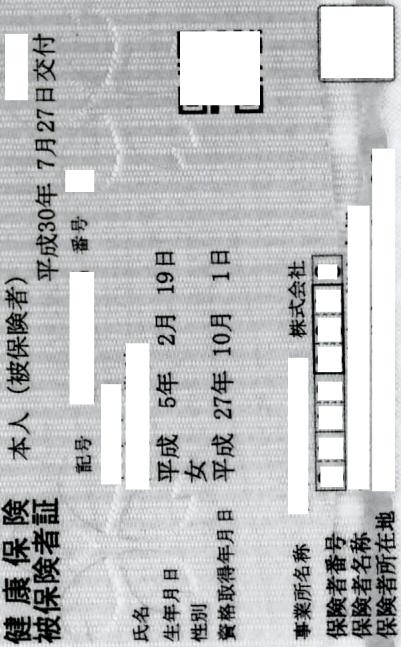 健康保険 本人（被保険者）
被保険者証 平成30年 7月27日交付
記号 番号
氏名
生年月日 平成 5年 2月 19日
性別 女
資格取得年月日 平成 27年 10月 1日
事業所名称 株式会社
保険者番号
保険者名称
保険者所在地